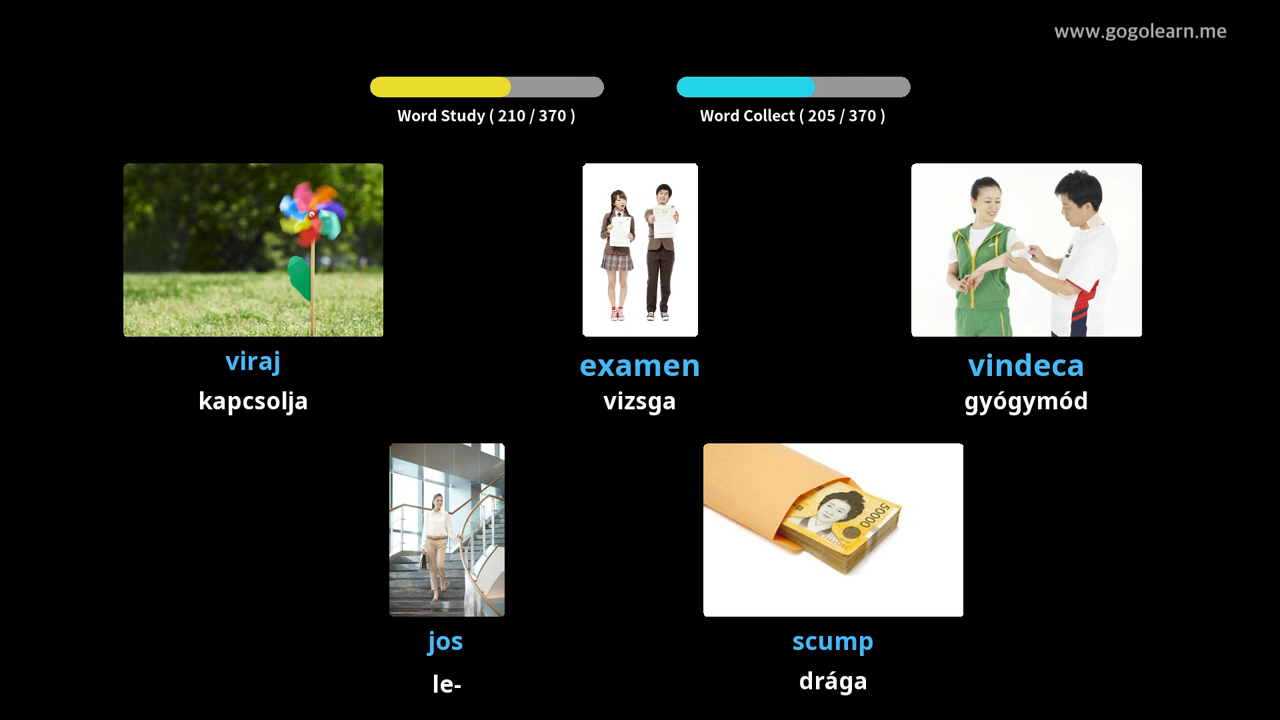 www.gogolearn.me
Word Study ( 210 / 370 )
Word Collect ( 205 / 370 )
viraj
kapcsolja
examen
vizsga
vindeca
gyógymód
50000
jos
le-
scump
drága